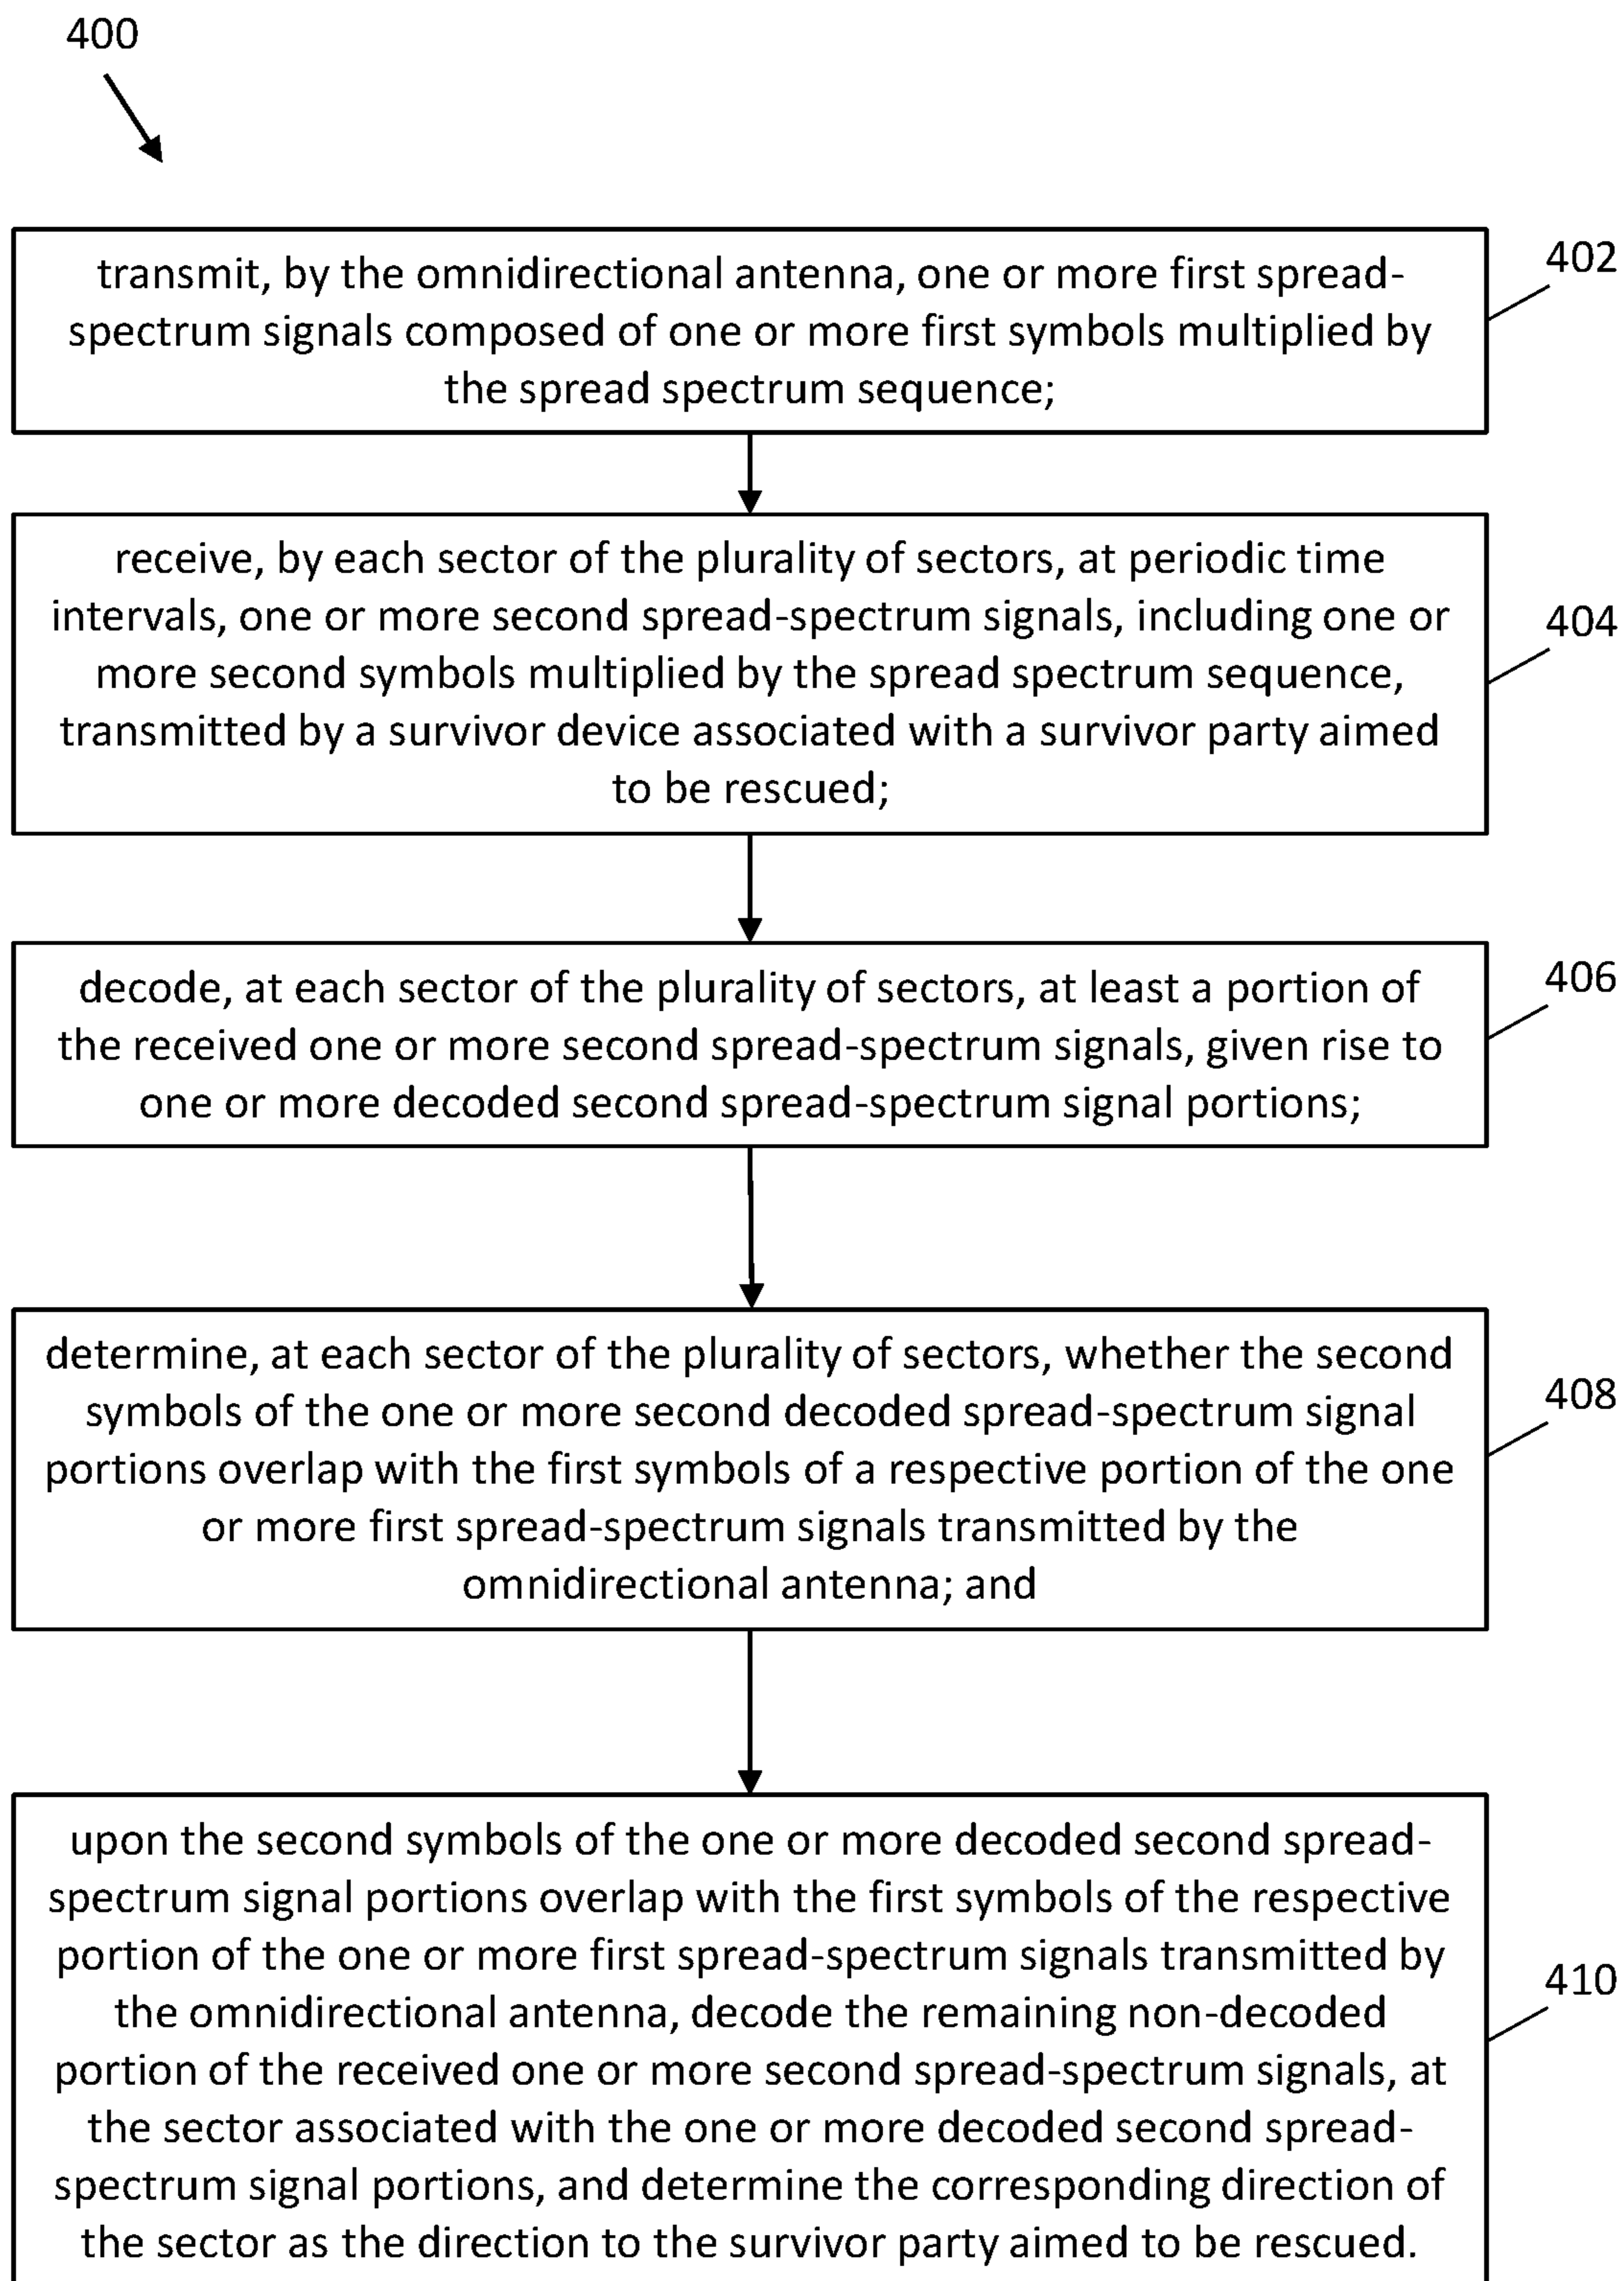 400
transmit, by the omnidirectional antenna, one or more first spread-
spectrum signals composed of one or more first symbols multiplied by
the spread spectrum sequence;
402
receive, by each sector of the plurality of sectors, at periodic time
intervals, one or more second spread-spectrum signals, including one or
more second symbols multiplied by the spread spectrum sequence,
transmitted by a survivor device associated with a survivor party aimed
to be rescued;
404
decode, at each sector of the plurality of sectors, at least a portion of
the received one or more second spread-spectrum signals, given rise to
one or more decoded second spread-spectrum signal portions;
406
determine, at each sector of the plurality of sectors, whether the second
symbols of the one or more second decoded spread-spectrum signal
portions overlap with the first symbols of a respective portion of the one
or more first spread-spectrum signals transmitted by the
omnidirectional antenna; and
408
upon the second symbols of the one or more decoded second spread-
spectrum signal portions overlap with the first symbols of the respective
portion of the one or more first spread-spectrum signals transmitted by
the omnidirectional antenna, decode the remaining non-decoded
portion of the received one or more second spread-spectrum signals, at
the sector associated with the one or more decoded second spread-
spectrum signal portions, and determine the corresponding direction of
the sector as the direction to the survivor party aimed to be rescued.
410